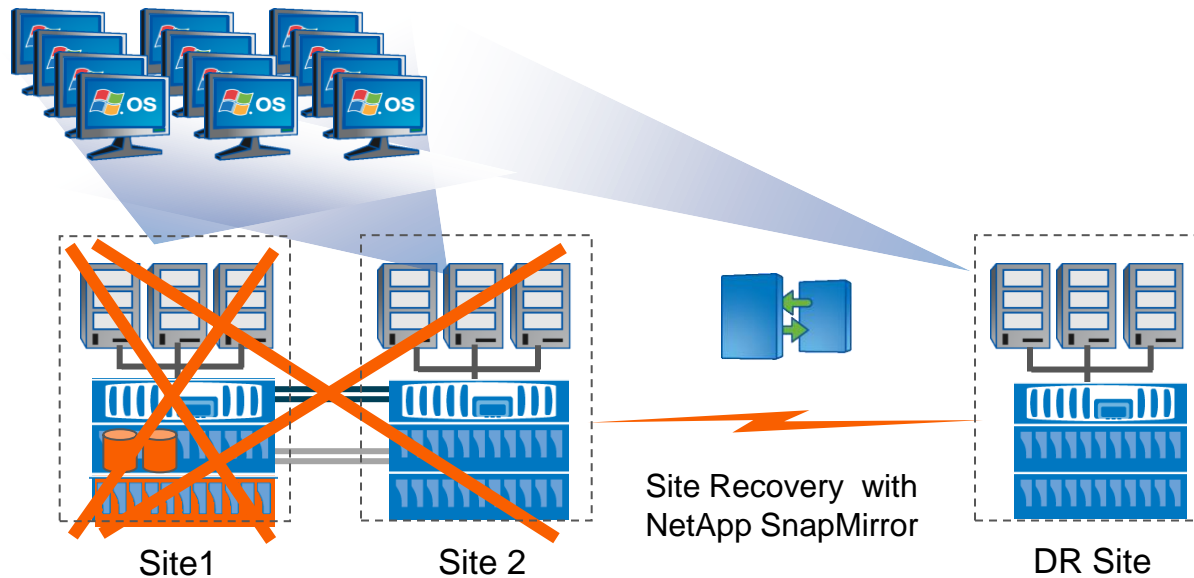 .OS .OS .OS
Site Recovery with
NetApp SnapMirror
Site1 Site 2 DR Site